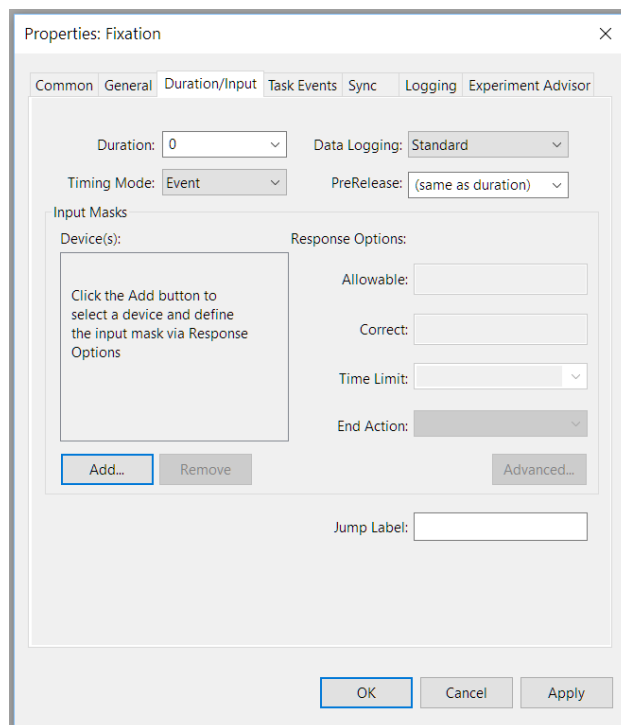 Properties: Fixation
Common General Duration/Input Task Events Sync Logging Experiment Advisor
Duration: 0 Data Logging: Standard
Timing Mode: Event PreRelease: (same as duration)
Input Masks
Device(s): Response Options:
Click the Add button to
select a device and define
the input mask via Response
Options
Allowable:
Correct:
Time Limit:
End Action:
Add... Remove Advanced...
Jump Label:
OK Cancel Apply